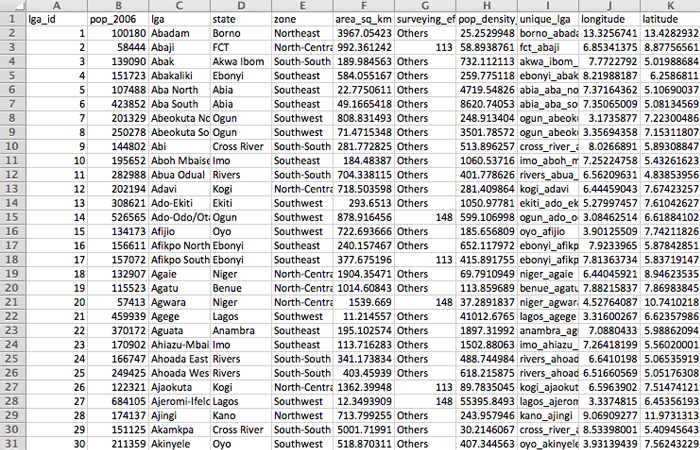 A B C D E F G H I J K
1 lga_id pop_2006 lga state zone area_sq_km surveying_ef pop_density_ unique_lga longitude latitude
2 1 100180 Abadam Borno Northeast 3967.05423 Others 25.2529948 borno_abada 13.3256741 13.4282932
3 2 58444 Abaji FCT North-Centra 992.361242 113 58.8938761 fct_abaji 6.85341375 8.87756561
4 3 139090 Abak Akwa Ibom South-South 189.984563 Others 732.112113 akwa_ibom_ 7.7722792 5.01988684
5 4 151723 Abakaliki Ebonyi Southeast 584.055167 Others 259.775118 ebonyi_abak 8.21988187 6.2586811
6 5 107488 Aba North Abia Southeast 22.7750611 Others 4719.54826 abia_aba_no 7.37164362 5.10690037
7 6 423852 Aba South Abia Southeast 49.1665418 Others 8620.74053 abia_aba_so 7.35065009 5.08134569
8 7 201329 Abeokuta No Ogun Southwest 808.831493 Others 248.913404 ogun_abeoku 3.1735877 7.22300486
9 8 250278 Abeokuta So Ogun Southwest 71.4715348 Others 3501.78572 ogun_abeoku 3.35694358 7.15311807
10 9 144802 Abi Cross River South-South 281.772825 Others 513.896257 cross_river_a 8.0266891 5.89308847
11 10 195652 Aboh Mbaise Imo Southeast 184.48387 Others 1060.53716 imo_aboh_m 7.25224758 5.43261623
12 11 282988 Abua Odual Rivers South-South 704.338115 Others 401.778626 rivers_abua_ 6.56209631 4.83853956
13 12 202194 Adavi Kogi North-Centra 718.503598 Others 281.409864 kogi_adavi 6.44459043 7.67423257
14 13 308621 Ado-Ekiti Ekiti Southwest 293.6513 Others 1050.97781 ekiti_ado_ek 5.27997457 7.61042627
15 14 526565 Ado-Odo/Ota Ogun Southwest 878.916456 148 599.106998 ogun_ado_o 3.08462514 6.61884102
16 15 134173 Afijio Oyo Southwest 722.693666 Others 185.656809 oyo_afijio 3.90125509 7.74211826
17 16 156611 Afikpo North Ebonyi Southeast 240.157467 Others 652.117972 ebonyi_afikp 7.9233965 5.87842851
18 17 157072 Afikpo South Ebonyi Southeast 377.675196 113 415.891755 ebonyi_afikp 7.81363734 5.83719147
19 18 132907 Agaie Niger North-Centra 1904.35471 Others 69.7910949 niger_agaie 6.44045921 8.94623535
20 19 115523 Agatu Benue North-Centra 1014.60843 Others 113.859689 benue_agatu 7.88215837 7.86983845
21 20 57413 Agwara Niger North-Centra 1539.669 148 37.2891837 niger_agwar 4.52764087 10.7410218
22 21 459939 Agege Lagos Southwest 11.214557 Others 41012.6765 lagos_agege 3.31600267 6.62357986
23 22 370172 Aguata Anambra Southeast 195.102574 Others 1897.31992 anambra_ag 7.0880433 5.98862094
24 23 170902 Ahiazu-Mbai Imo Southeast 113.716283 Others 1502.88063 imo_ahiazu_ 7.26418199 5.56020001
25 24 166747 Ahoada East Rivers South-South 341.173834 Others 488.744984 rivers_ahoad 6.6410198 5.06535919
26 25 249425 Ahoada Wes Rivers South-South 403.45939 Others 618.215875 rivers_ahoad 6.51660569 5.05176308
27 26 122321 Ajaokuta Kogi North-Centra 1362.39948 113 89.7835045 kogi_ajaokut 6.5963902 7.51474121
28 27 684105 Ajeromi-Ifelo Lagos Southwest 12.3493909 148 55395.8493 lagos_ajerom 3.3374815 6.45356193
29 28 174137 Ajingi Kano Northwest 713.799255 Others 243.957946 kano_ajingi 9.06909277 11.9731313
30 29 151125 Akamkpa Cross River South-South 5001.71991 Others 30.2146067 cross_river_a 8.53398001 5.40945643
31 30 211359 Akinyele Oyo Southwest 518.870311 Others 407.344563 oyo_akinyele 3.93139439 7.56243229